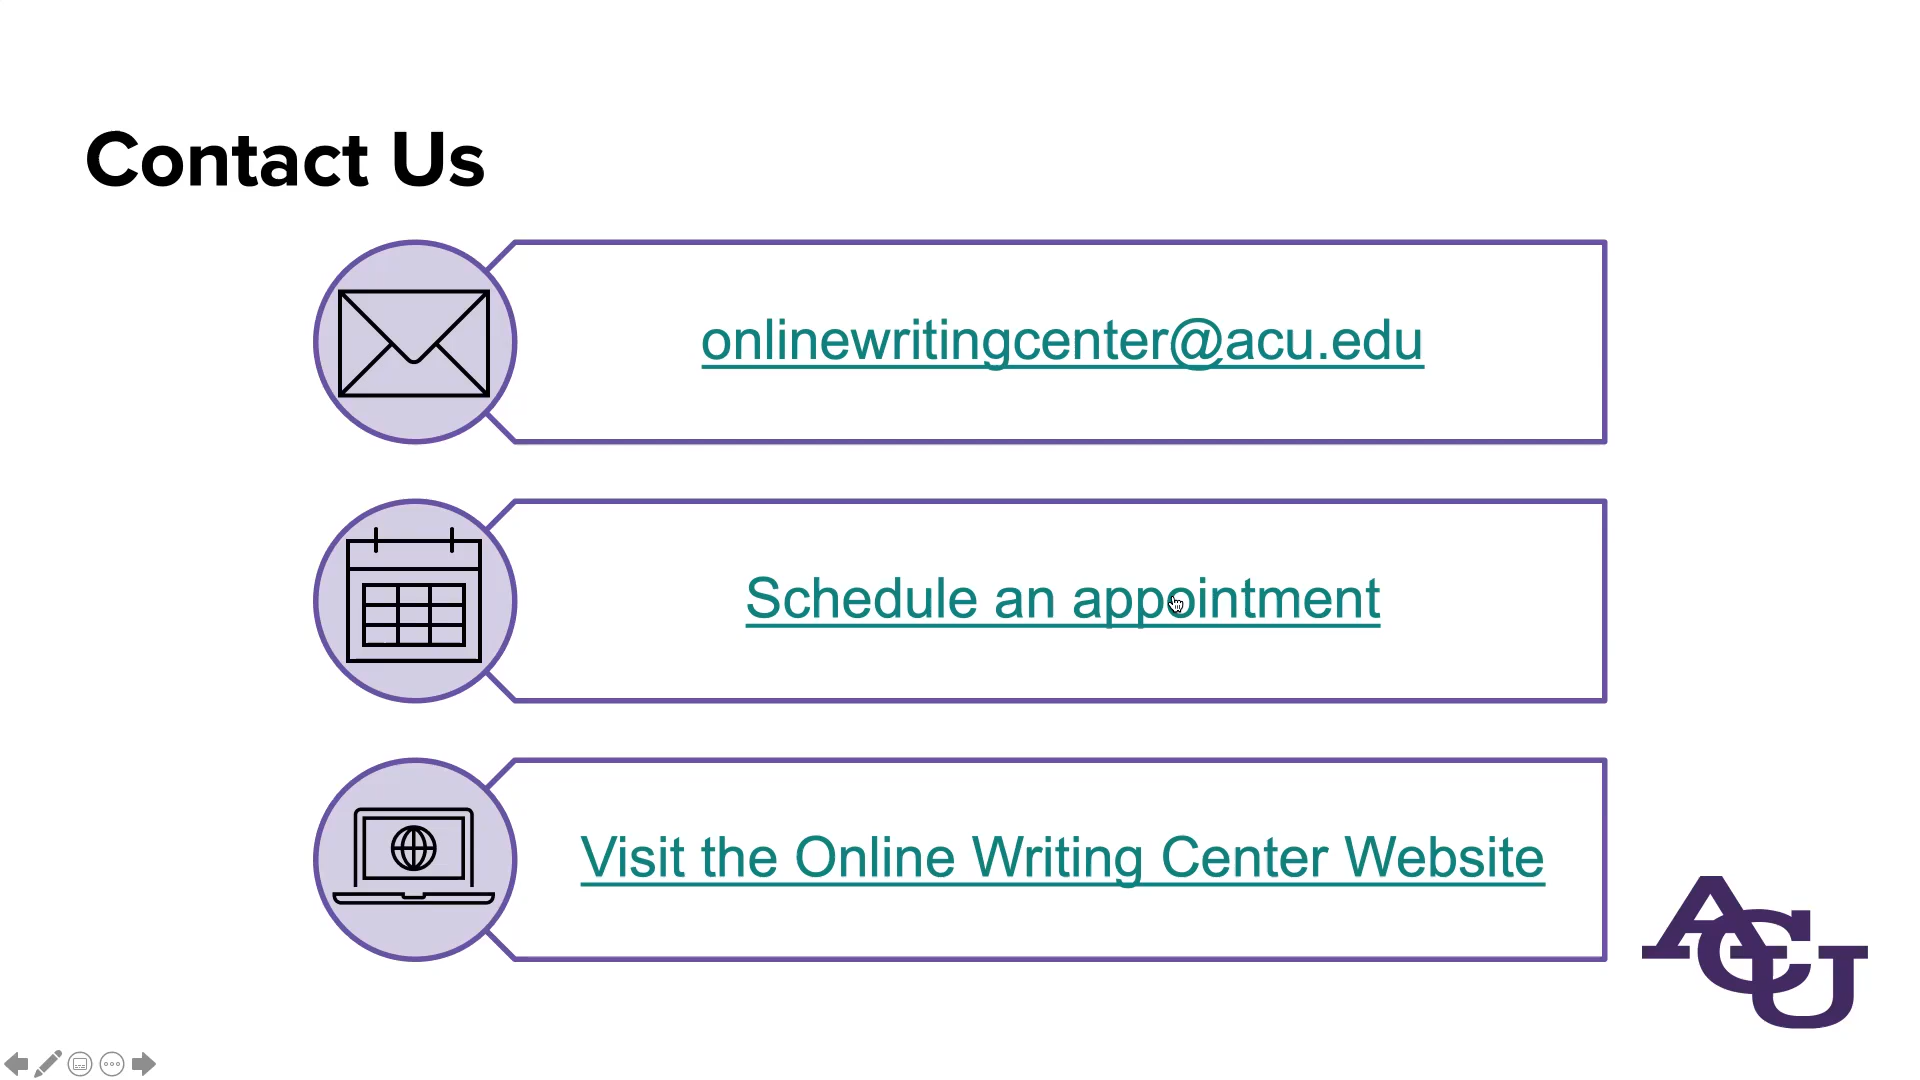 Contact Us
onlinewritingcenter@acu.edu
Schedule an appointment
Visit the Online Writing Center Website
ACU